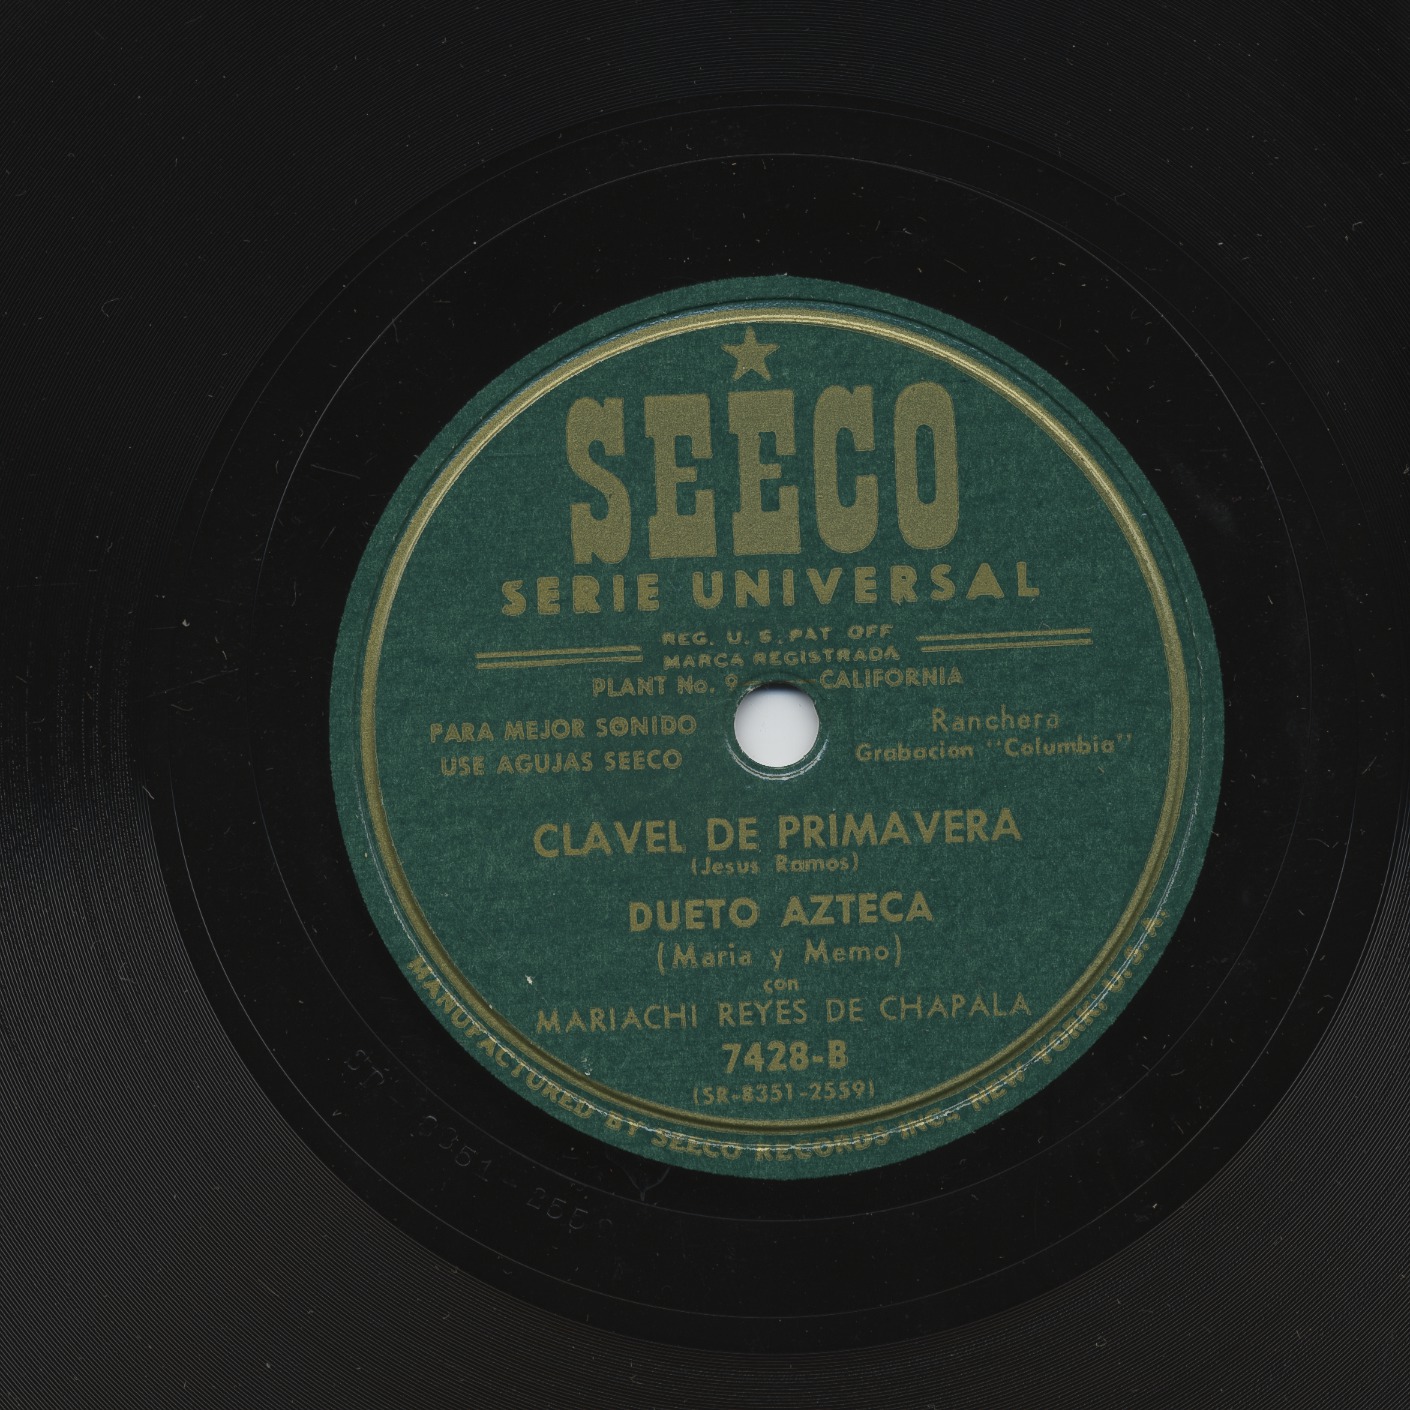 SEECO
SERIE UNIVERSAL
REG. U. S. PAT OFF
MARCA REGISTRADA
PLANT No. 9 CALIFORNIA
PARA MEJOR SONIDO
USE AGUJAS SEECO
Ranchera
Grabacion "Columbia"
CLAVEL DE PRIMAVERA
(Jesus Ramos)
DUETO AZTECA
(Maria y Memo)
con
MARIACHI REYES DE CHAPALA
7428-B
(SR-8351-2559)
MANUFACTURED BY SEECO RECORDS INC., NEW YORK, U. S. A.